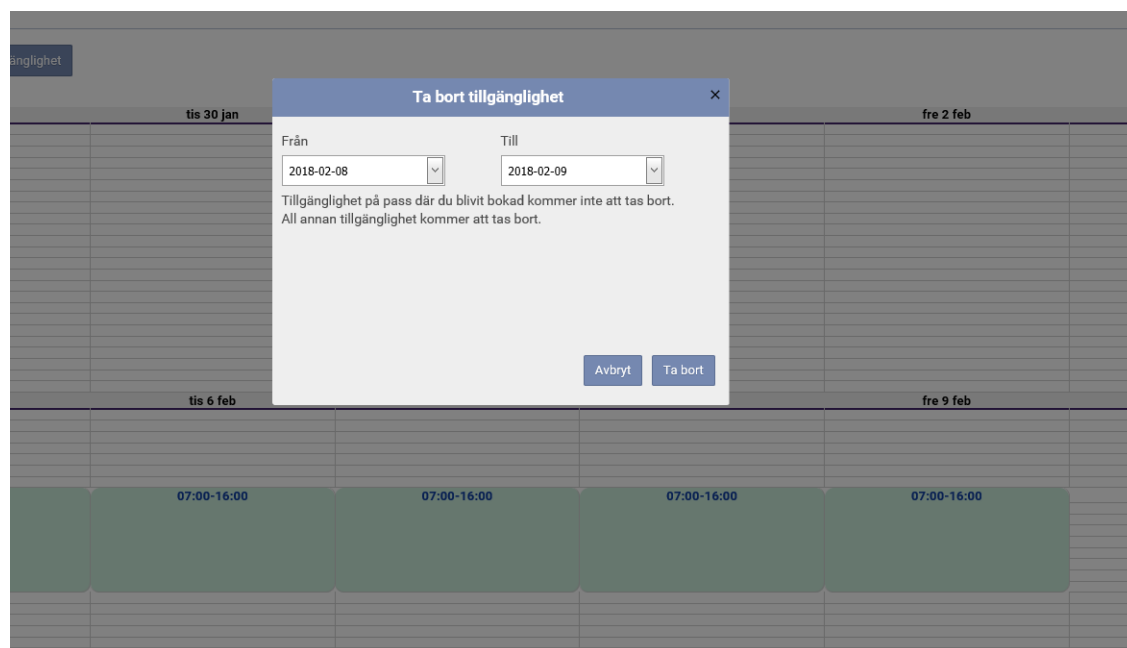 änglighet
Ta bort tillgänglighet ×
tis 30 jan
fre 2 feb
Från
Till
2018-02-08
2018-02-09
Tillgänglighet på pass där du blivit bokad kommer inte att tas bort.
All annan tillgänglighet kommer att tas bort.
Avbryt
Ta bort
tis 6 feb
fre 9 feb
07:00-16:00
07:00-16:00
07:00-16:00
07:00-16:00